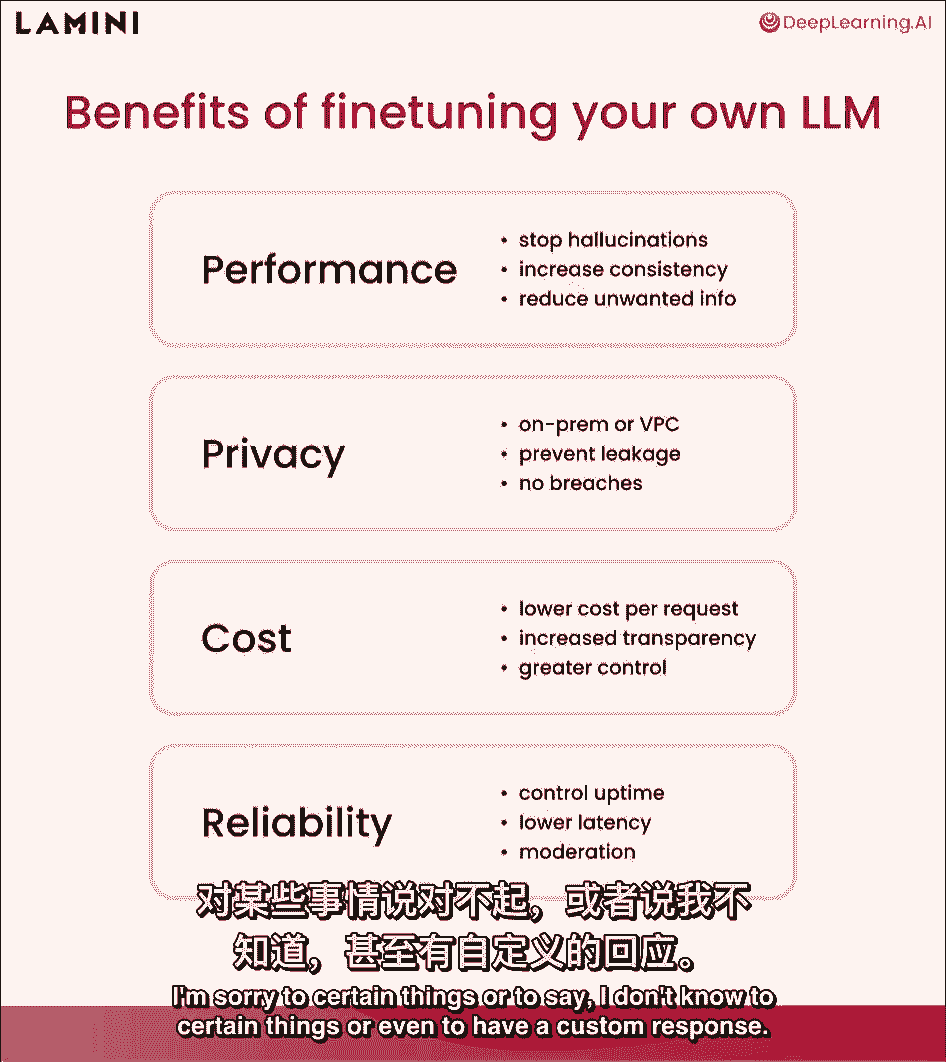 LAMINI
DeepLearning.AI
Benefits of finetuning your own LLM
Performance
• stop hallucinations
• increase consistency
• reduce unwanted info
Privacy
• on-prem or VPC
• prevent leakage
• no breaches
Cost
• lower cost per request
• increased transparency
• greater control
Reliability
• control uptime
• lower latency
• moderation
对某些事情说对不起，或者说我不
知道，甚至有自定义的回应。
I'm sorry to certain things or to say, I don't know to
certain things or even to have a custom response.